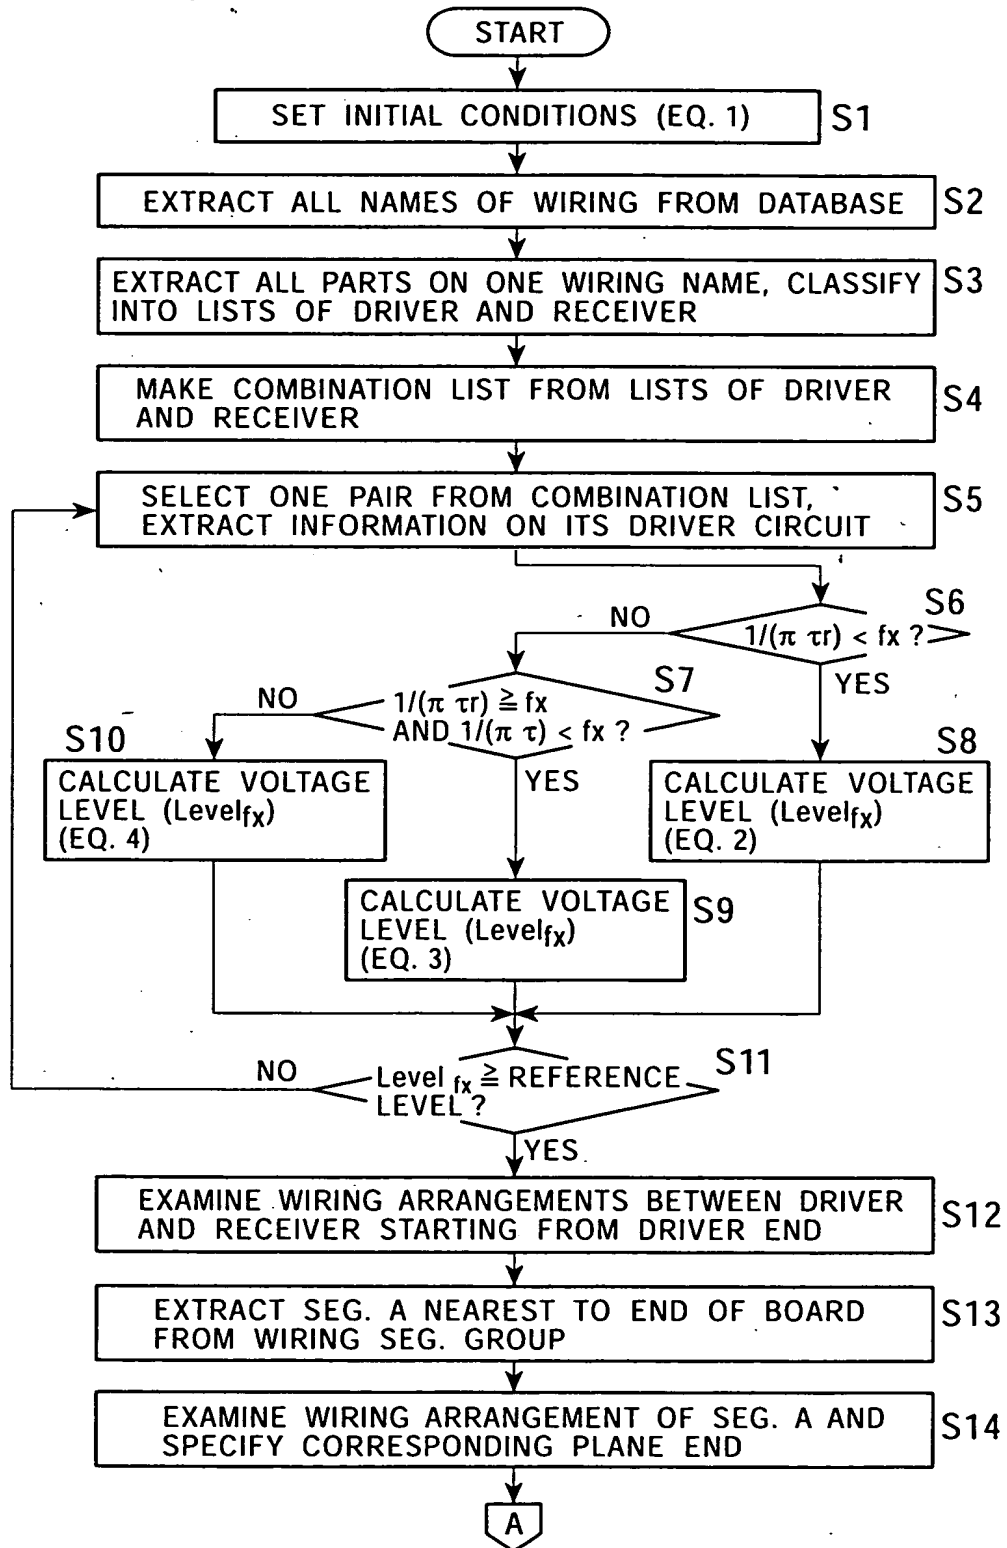 START
SET INITIAL CONDITIONS (EQ. 1)
S1
EXTRACT ALL NAMES OF WIRING FROM DATABASE
S2
EXTRACT ALL PARTS ON ONE WIRING NAME, CLASSIFY
INTO LISTS OF DRIVER AND RECEIVER
S3
MAKE COMBINATION LIST FROM LISTS OF DRIVER
AND RECEIVER
S4
SELECT ONE PAIR FROM COMBINATION LIST,
EXTRACT INFORMATION ON ITS DRIVER CIRCUIT
S5
S6
1/(π τr) < fx ?
NO
YES
S7
1/(π τr) ≧ fx
AND 1/(π τ) < fx ?
NO
YES
S10
CALCULATE VOLTAGE
LEVEL (Levelfx)
(EQ. 4)
S8
CALCULATE VOLTAGE
LEVEL (Levelfx)
(EQ. 2)
CALCULATE VOLTAGE
LEVEL (Levelfx)
(EQ. 3)
S9
S11
Level fx ≧ REFERENCE
LEVEL ?
NO
YES
EXAMINE WIRING ARRANGEMENTS BETWEEN DRIVER
AND RECEIVER STARTING FROM DRIVER END
S12
EXTRACT SEG. A NEAREST TO END OF BOARD
FROM WIRING SEG. GROUP
S13
EXAMINE WIRING ARRANGEMENT OF SEG. A AND
SPECIFY CORRESPONDING PLANE END
S14
A